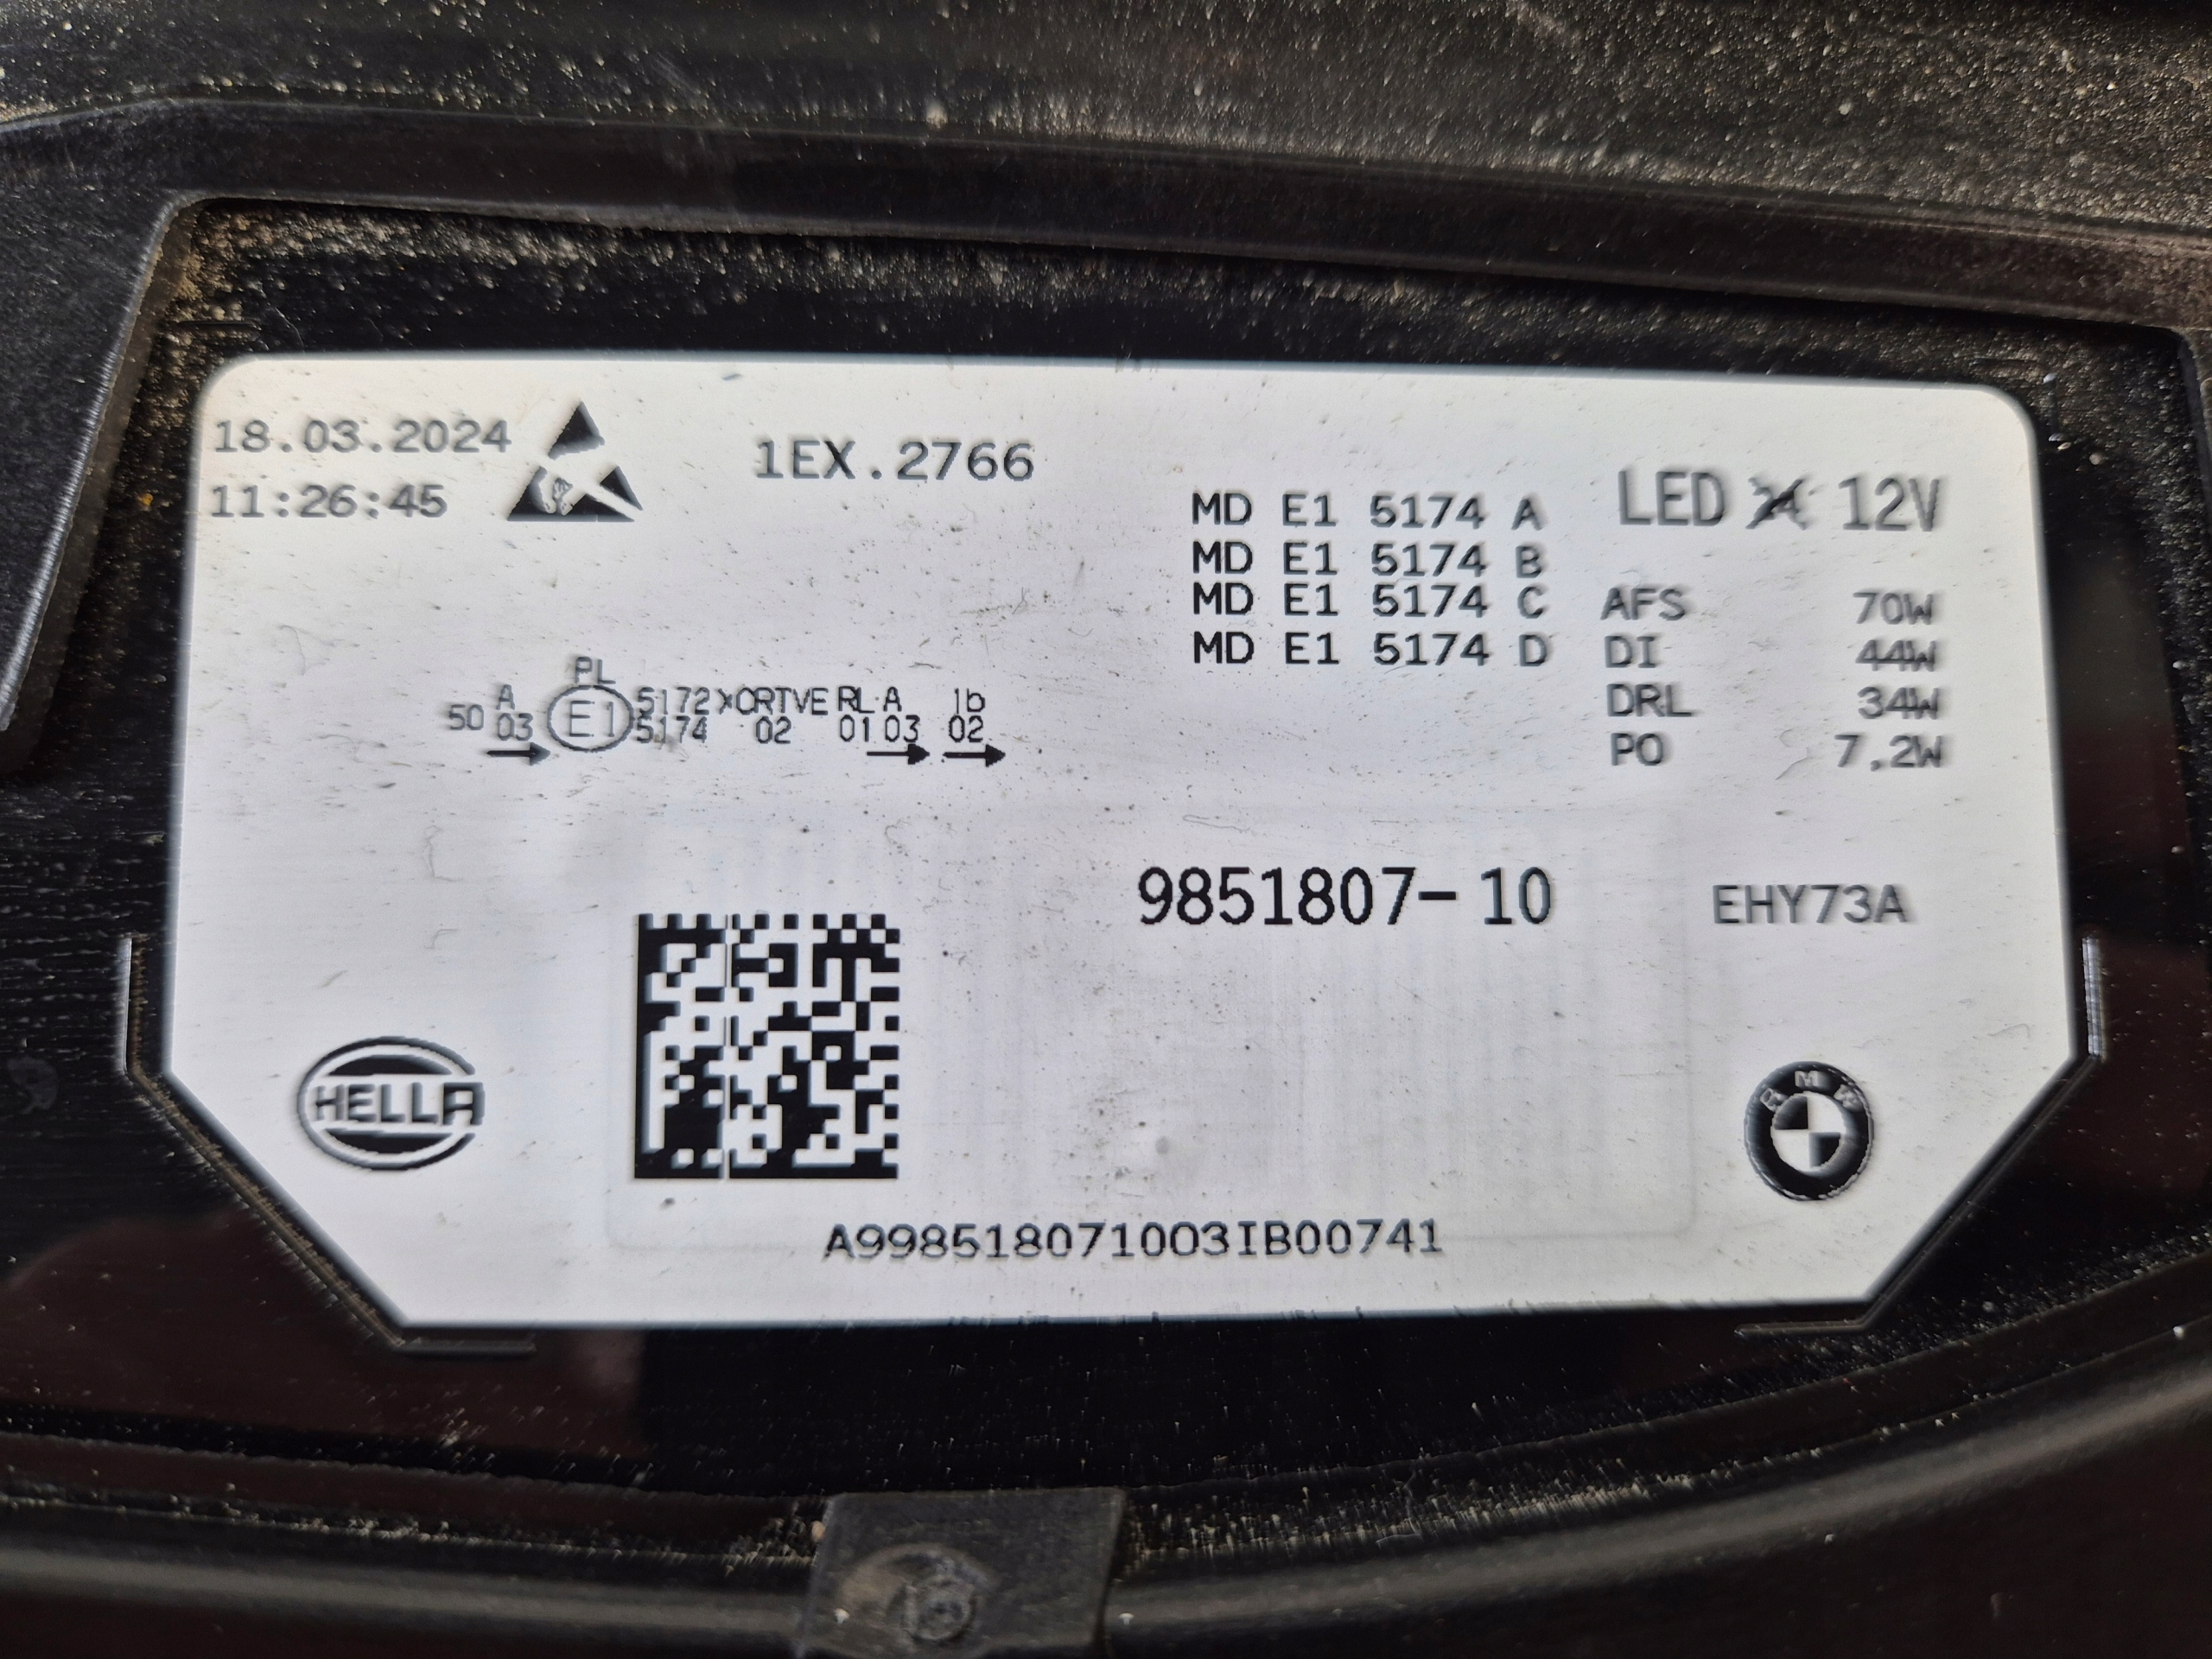 18.03.2024
11:26:45
1EX.2766
MD E1 5174 A
MD E1 5174 B
MD E1 5174 C
MD E1 5174 D
LED 12V
AFS 70W
DI 44W
DRL 34W
PO 7,2W
PL
50 A E1 5172 XCRTVE RL A 1b
03 5174 02 01 03 02
9851807-10
EHY73A
HELLA
BMW
A998518071003IB00741